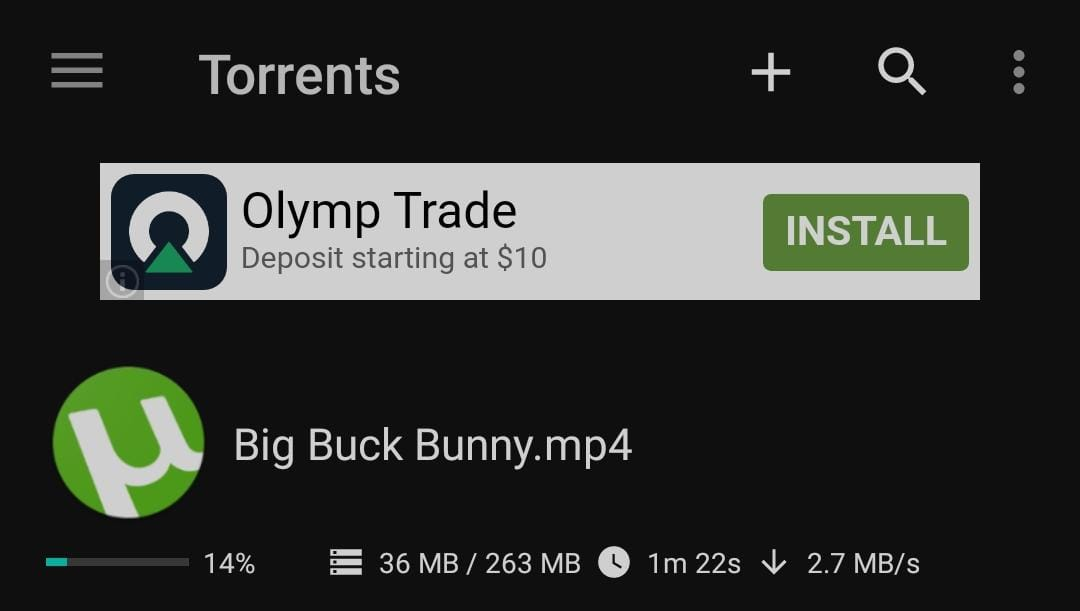 Torrents
Olymp Trade
Deposit starting at $10
INSTALL
Big Buck Bunny.mp4
14% 36 MB / 263 MB 1m 22s 2.7 MB/s